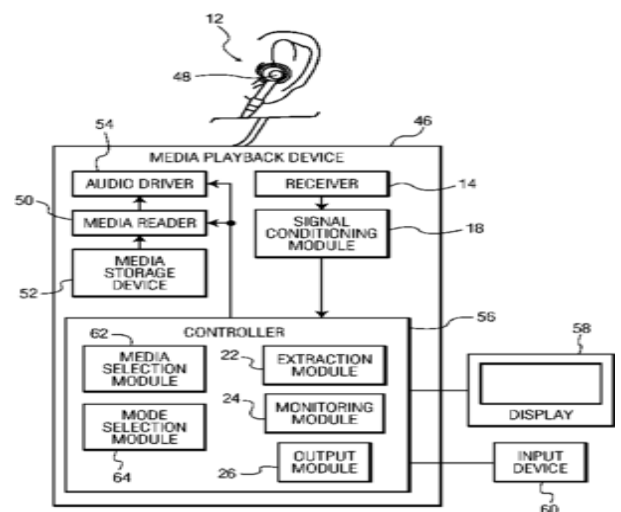 12
48
54
46
MEDIA PLAYBACK DEVICE
AUDIO DRIVER
RECEIVER
14
50
MEDIA READER
SIGNAL
CONDITIONING
MODULE
18
MEDIA
STORAGE
DEVICE
52
56
CONTROLLER
58
62
MEDIA
SELECTION
MODULE
22
EXTRACTION
MODULE
DISPLAY
24
MONITORING
MODULE
MODE
SELECTION
MODULE
64
26
OUTPUT
MODULE
INPUT
DEVICE
60